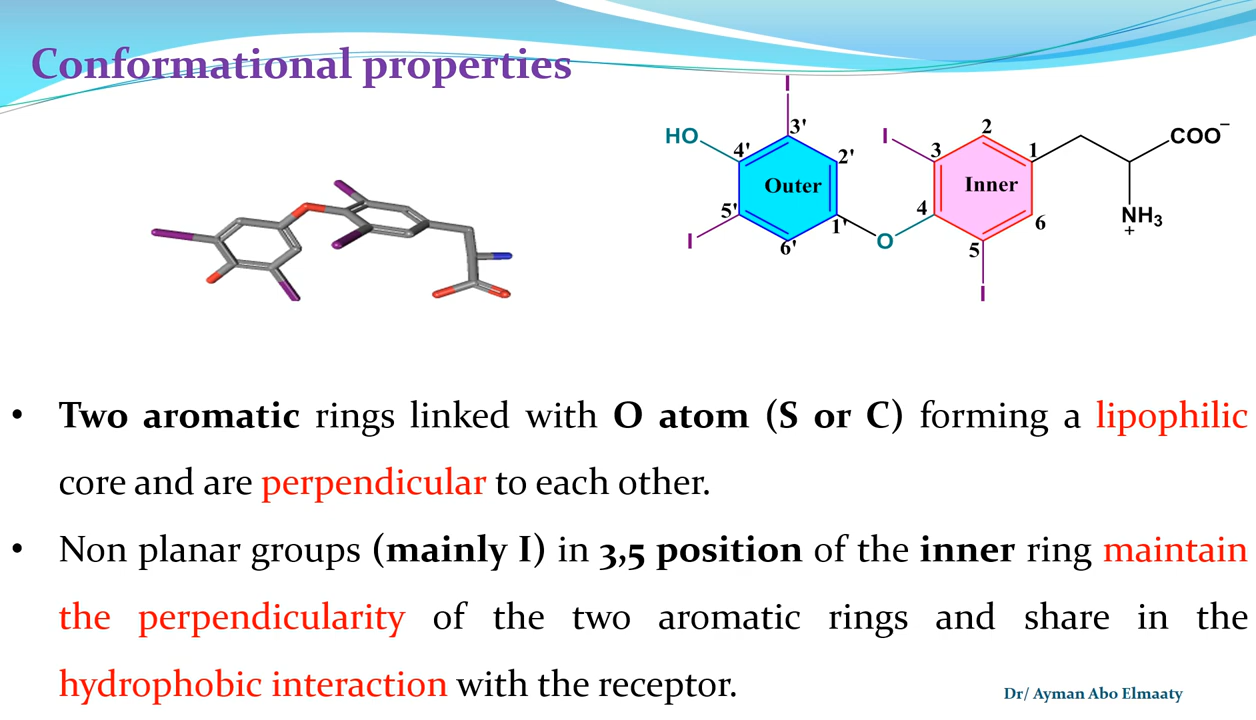 Conformational properties
I
HO
3'
4'
2'
Outer
5'
1'
6'
I
O
I
2
3
1
Inner
4
6
5
I
COO−
NH3
+
• Two aromatic rings linked with O atom (S or C) forming a lipophilic
core and are perpendicular to each other.
• Non planar groups (mainly I) in 3,5 position of the inner ring maintain
the perpendicularity of the two aromatic rings and share in the
hydrophobic interaction with the receptor.
Dr/ Ayman Abo Elmaaty